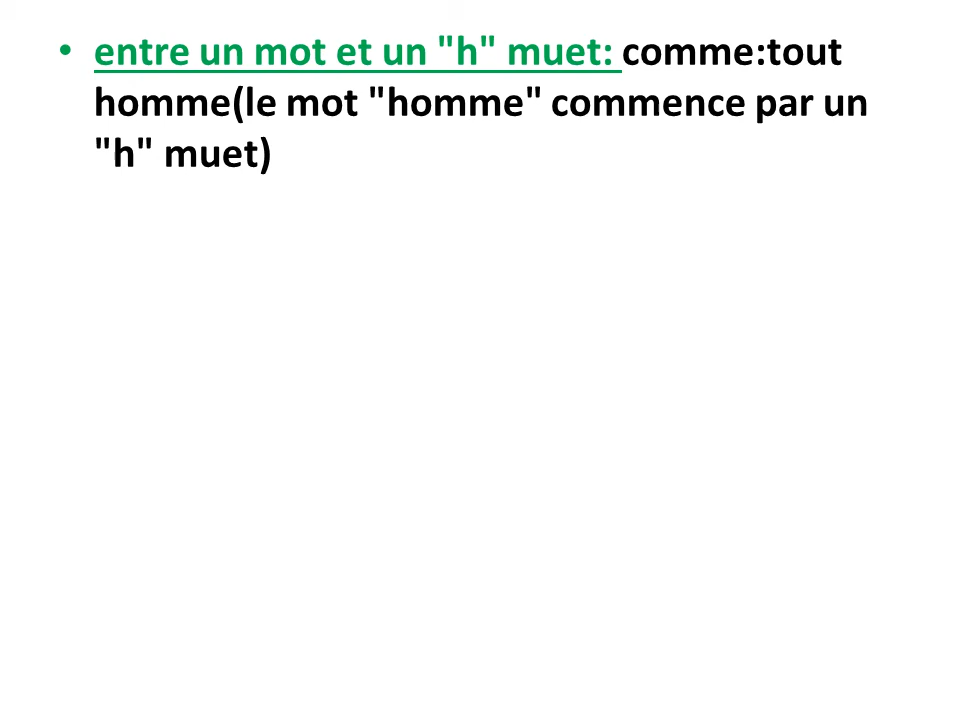 • entre un mot et un "h" muet: comme:tout
homme(le mot "homme" commence par un
"h" muet)